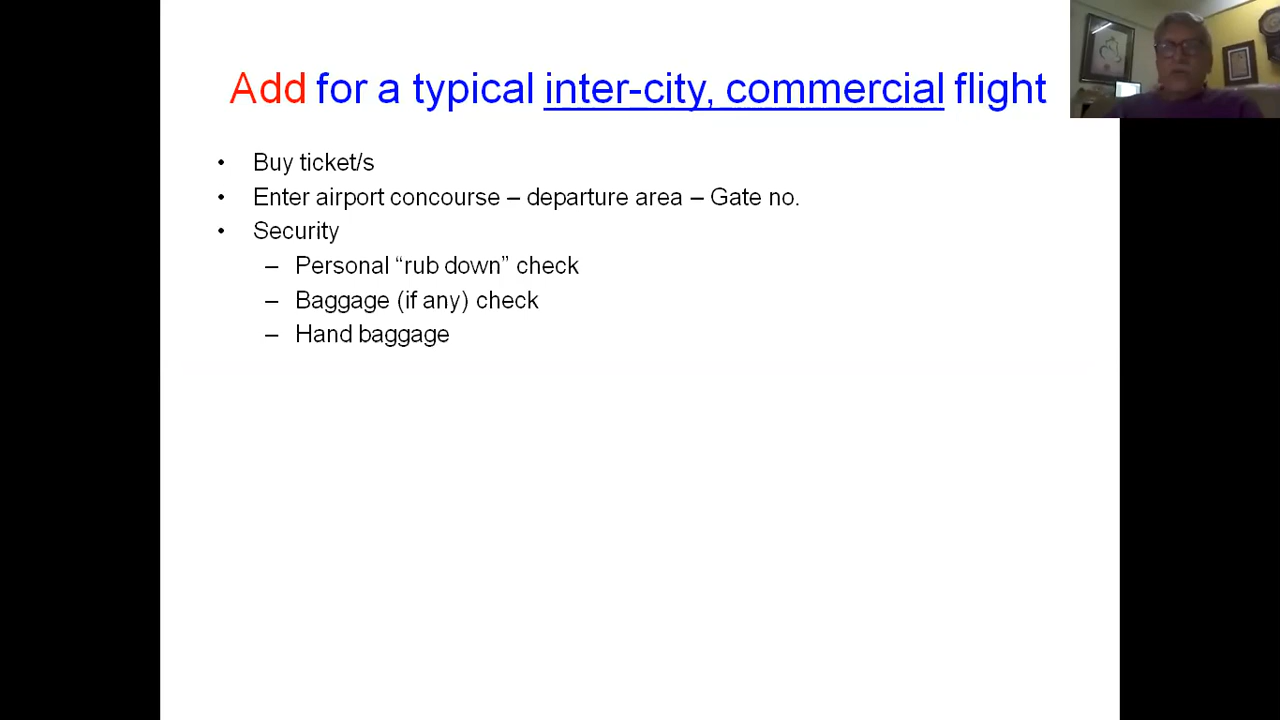 Add for a typical inter-city, commercial flight
• Buy ticket/s
• Enter airport concourse – departure area – Gate no.
• Security
– Personal “rub down” check
– Baggage (if any) check
– Hand baggage